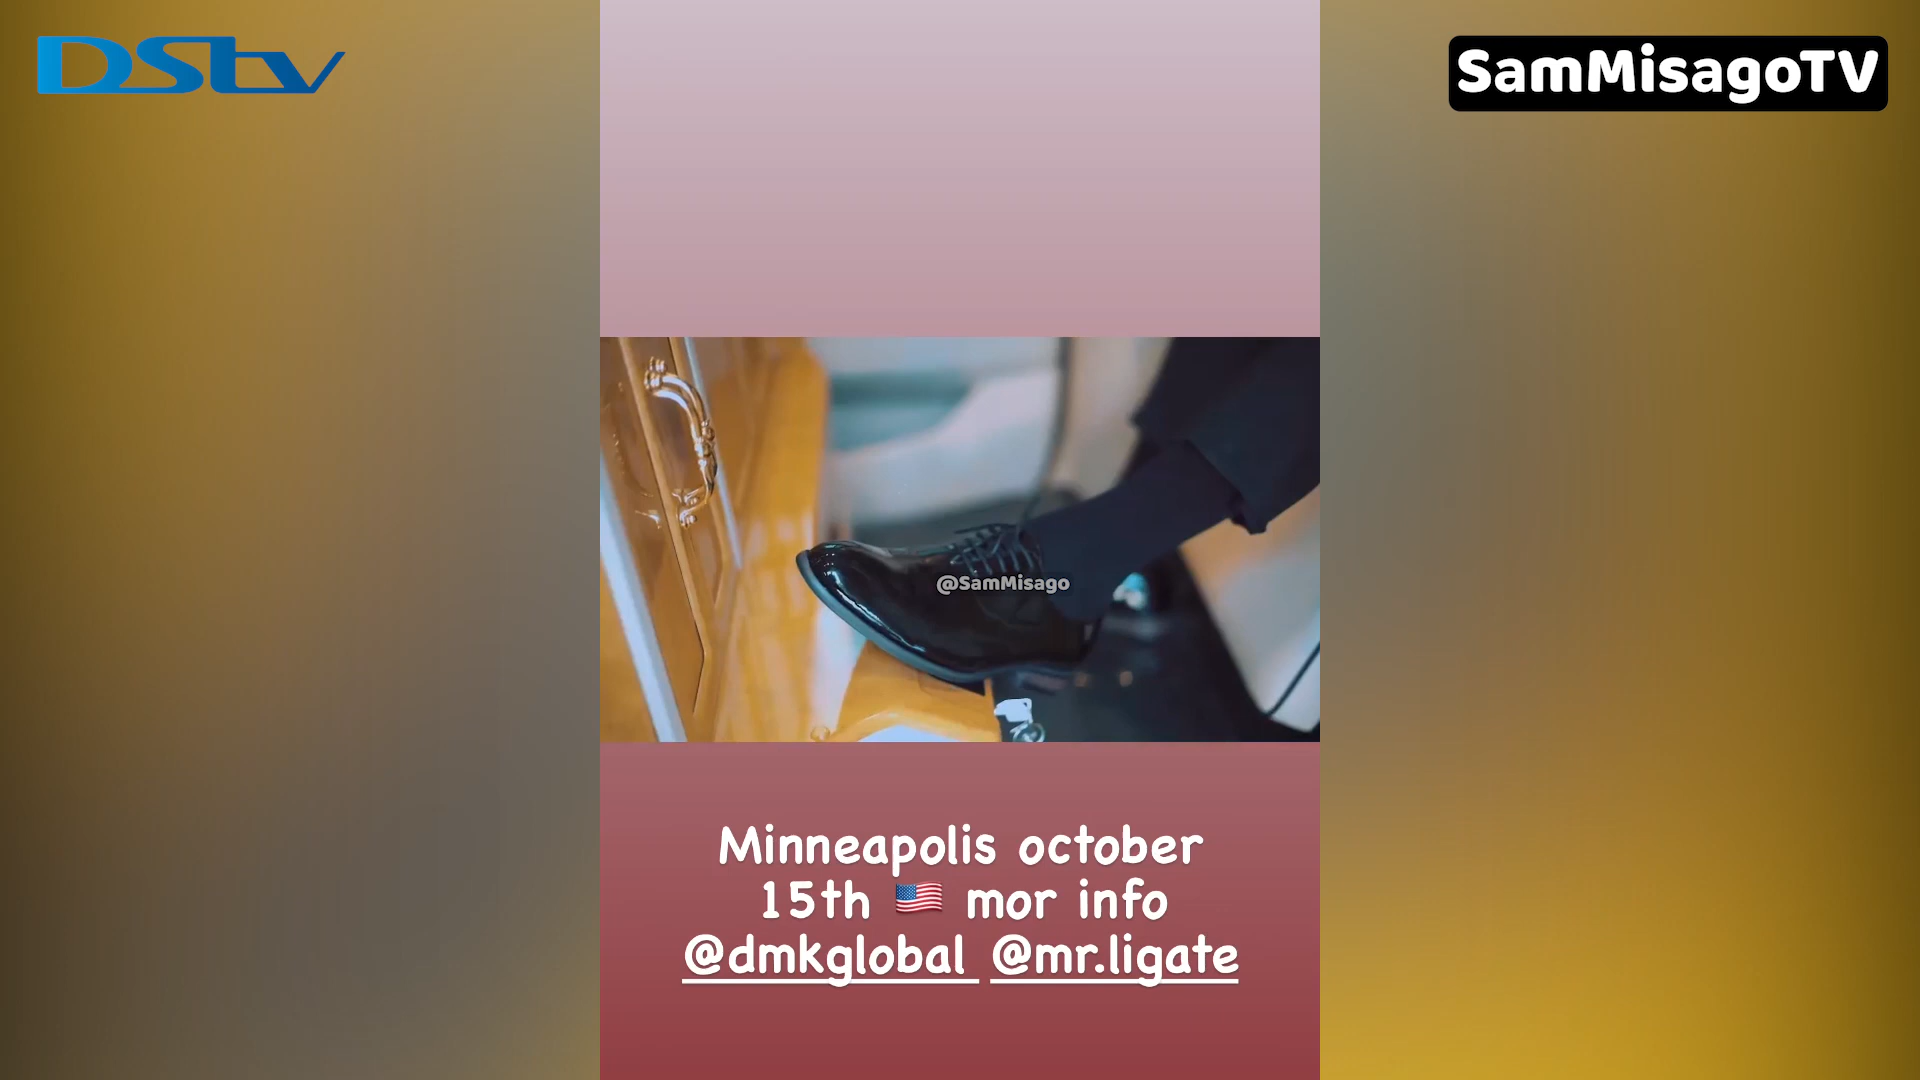 DStv
SamMisagoTV
@SamMisago
Minneapolis october
15th 🇺🇸 mor info
@dmkglobal @mr.ligate